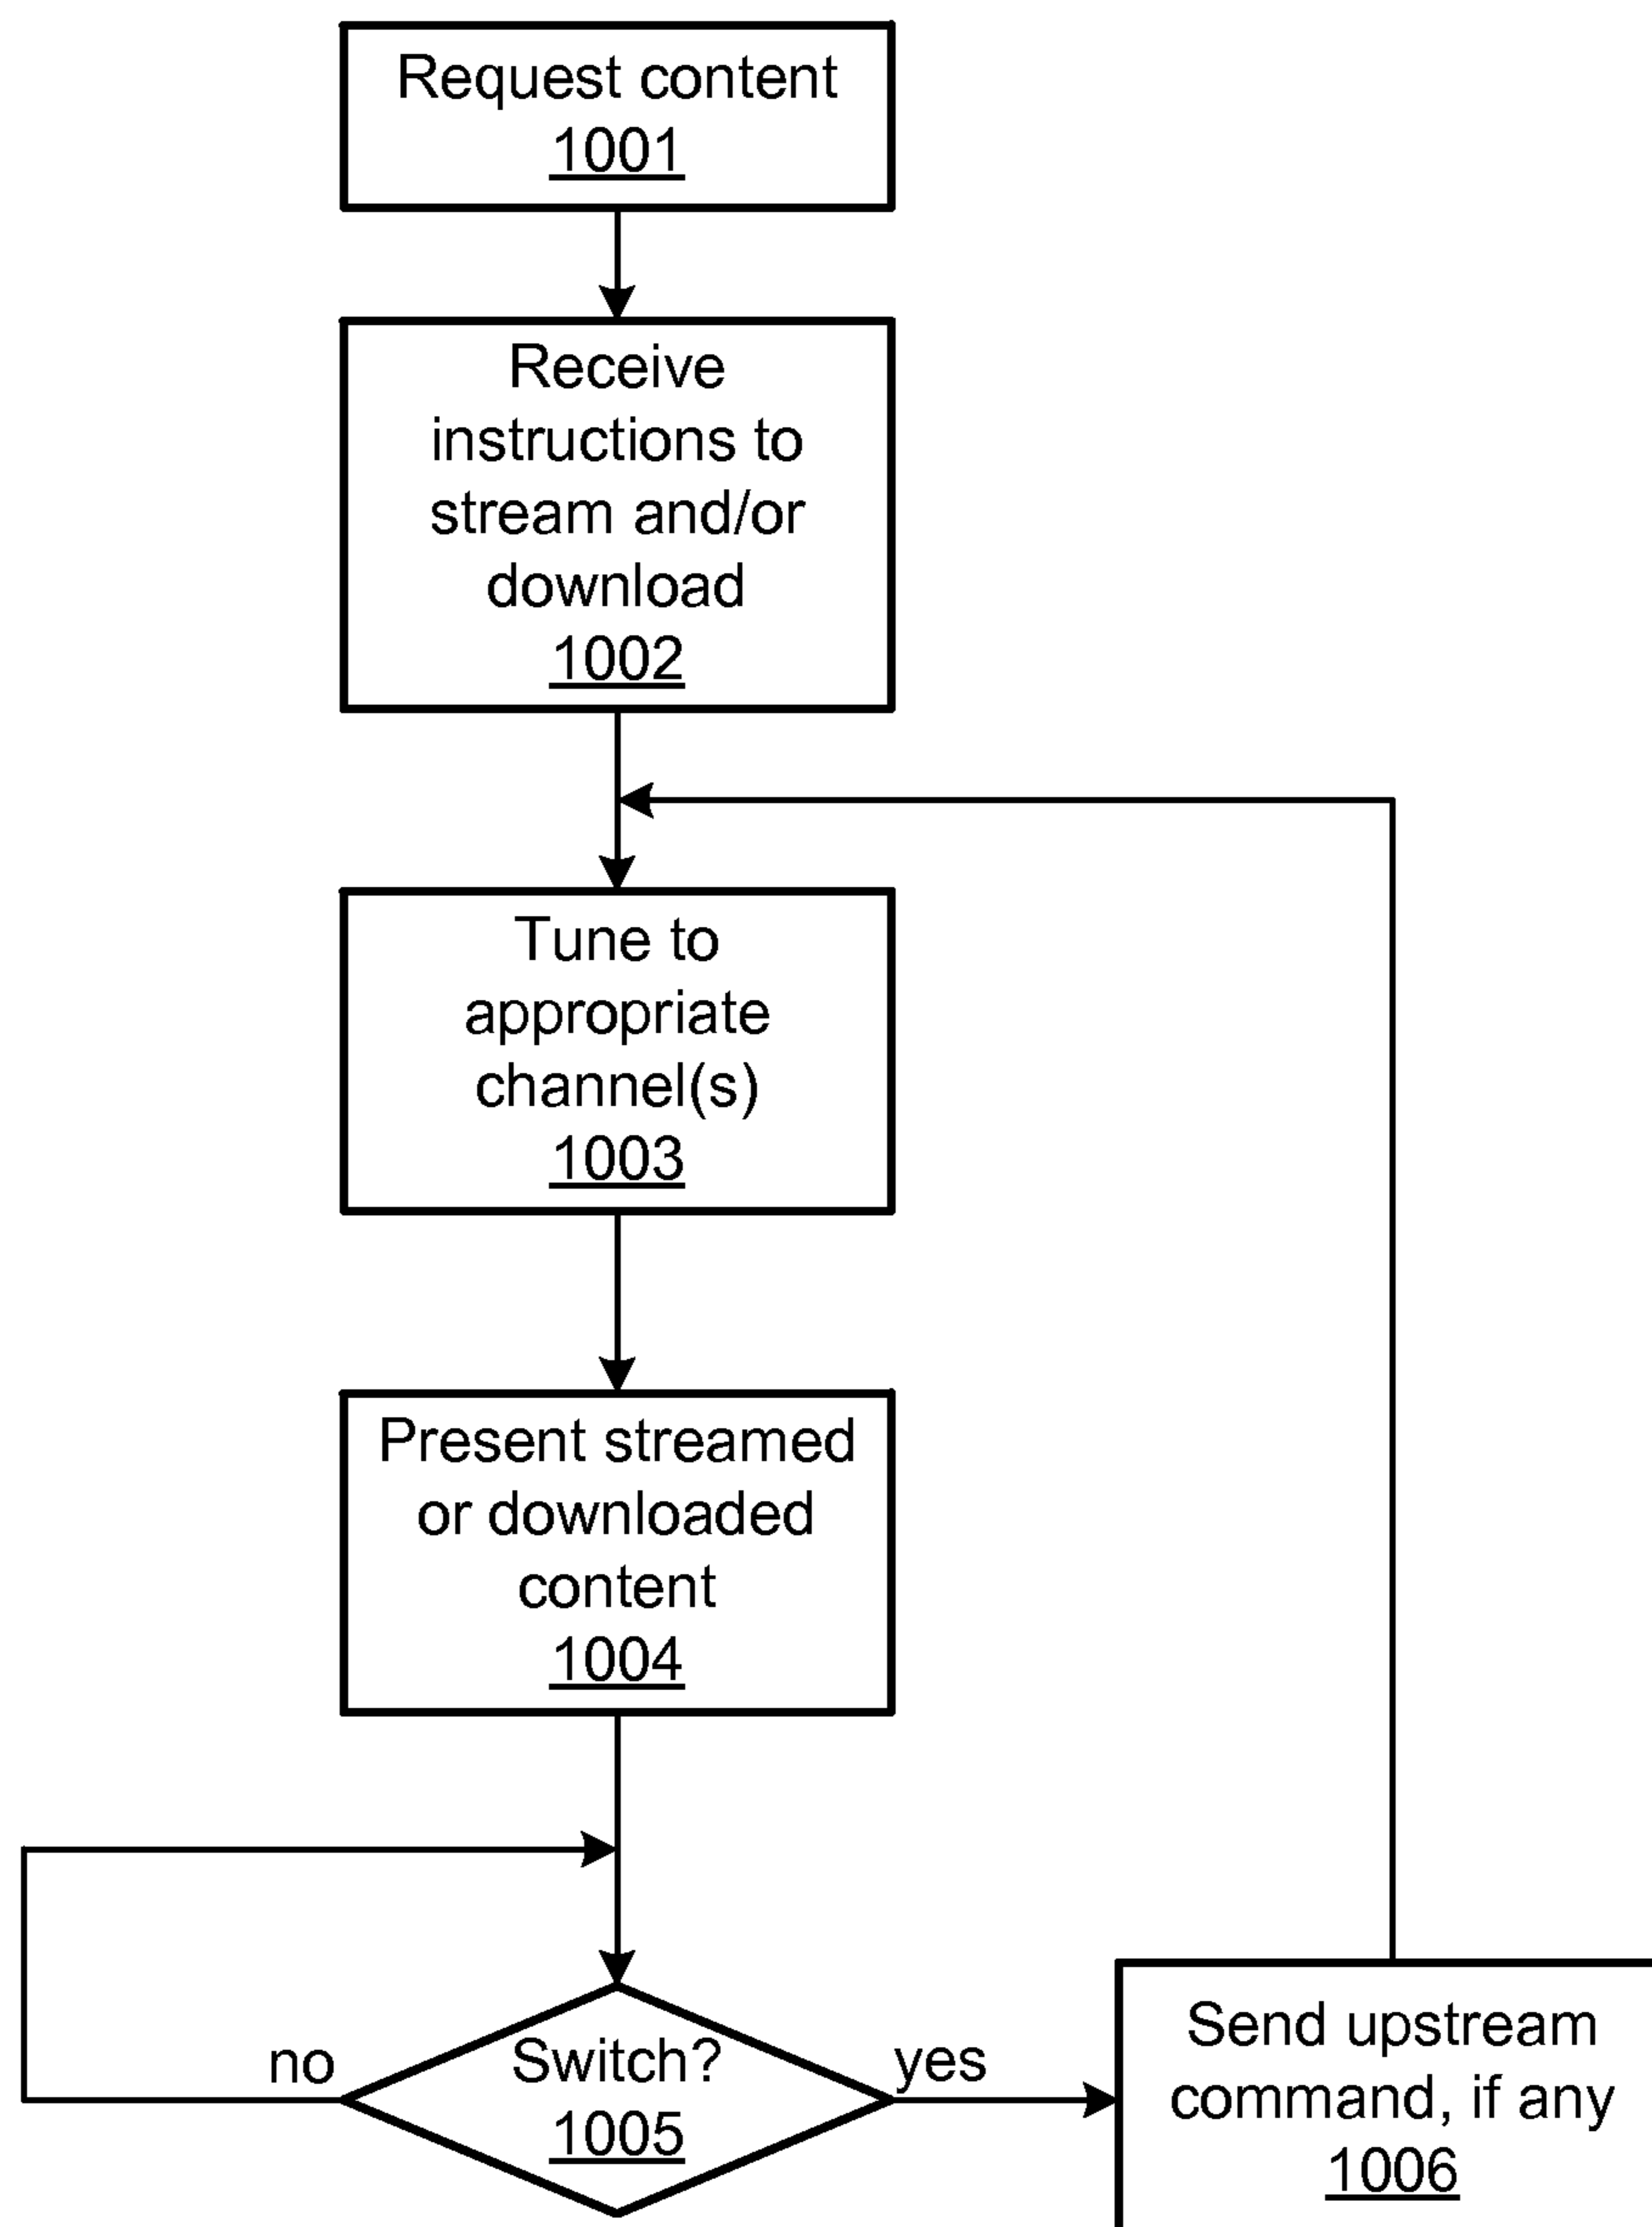 Request content
1001
Receive
instructions to
stream and/or
download
1002
Tune to
appropriate
channel(s)
1003
Present streamed
or downloaded
content
1004
no
Switch?
1005
yes
Send upstream
command, if any
1006